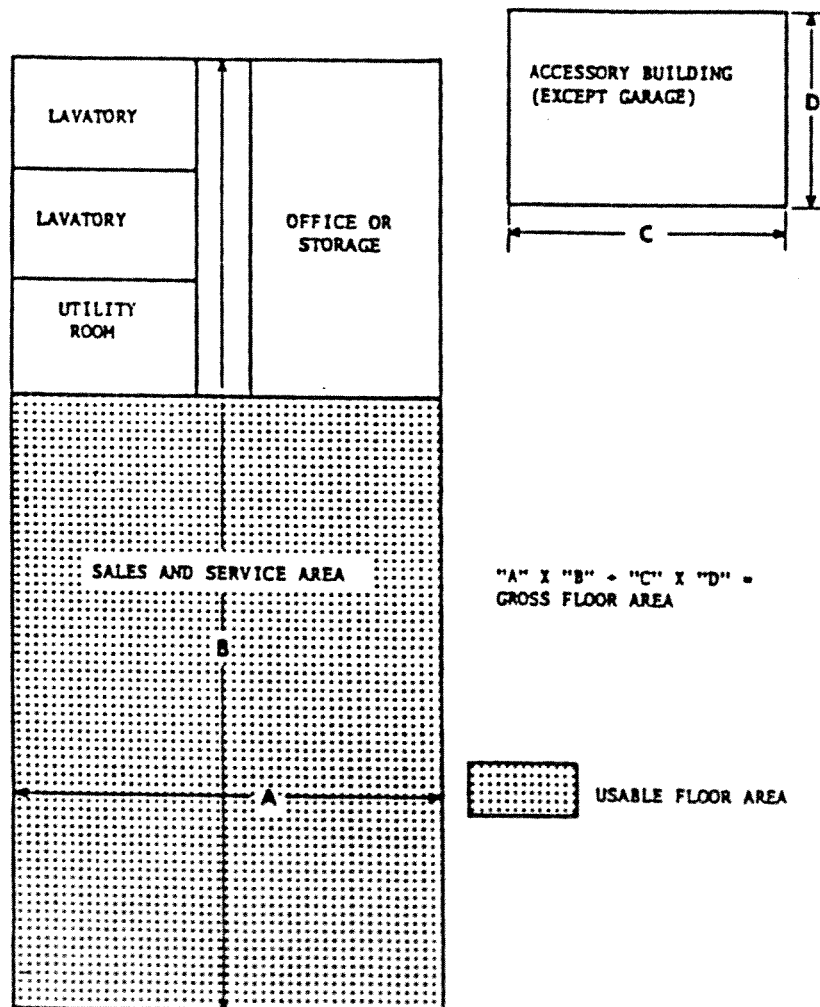 LAVATORY
LAVATORY
UTILITY
ROOM
OFFICE OR
STORAGE
ACCESSORY BUILDING
(EXCEPT GARAGE)
D
C
SALES AND SERVICE AREA
B
A
"A" X "B" + "C" X "D" =
GROSS FLOOR AREA
USABLE FLOOR AREA